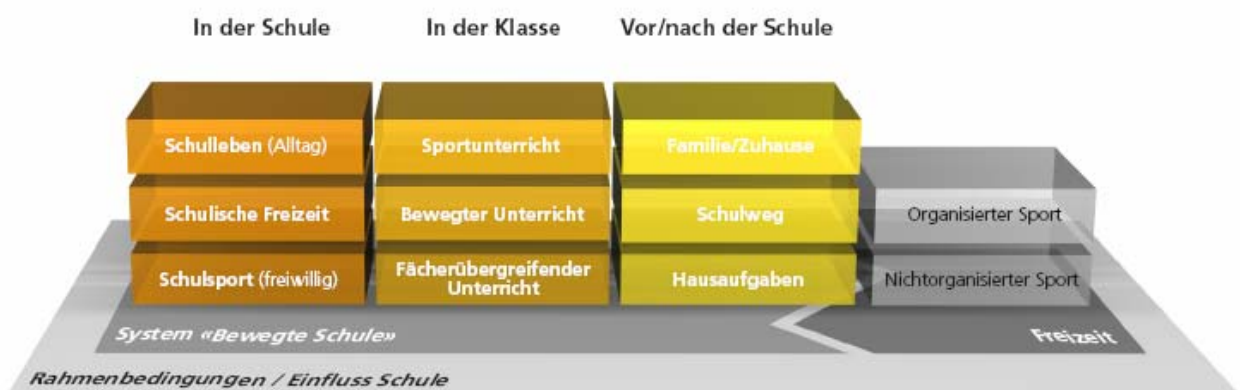 In der Schule
In der Klasse
Vor/nach der Schule
Schulleben (Alltag)
Sportunterricht
Familie/Zuhause
Schulische Freizeit
Bewegter Unterricht
Schulweg
Organisierter Sport
Schulsport (freiwillig)
Fächerübergreifender
Unterricht
Hausaufgaben
Nichtorganisierter Sport
System «Bewegte Schule»
Freizeit
Rahmenbedingungen / Einfluss Schule